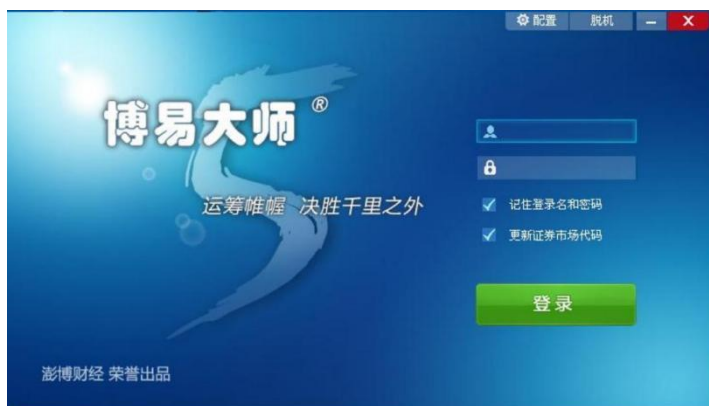 配置 脱机
博易大师®
5
运筹帷幄 决胜千里之外
记住登录名和密码
更新证券市场代码
登录
澎博财经 荣誉出品